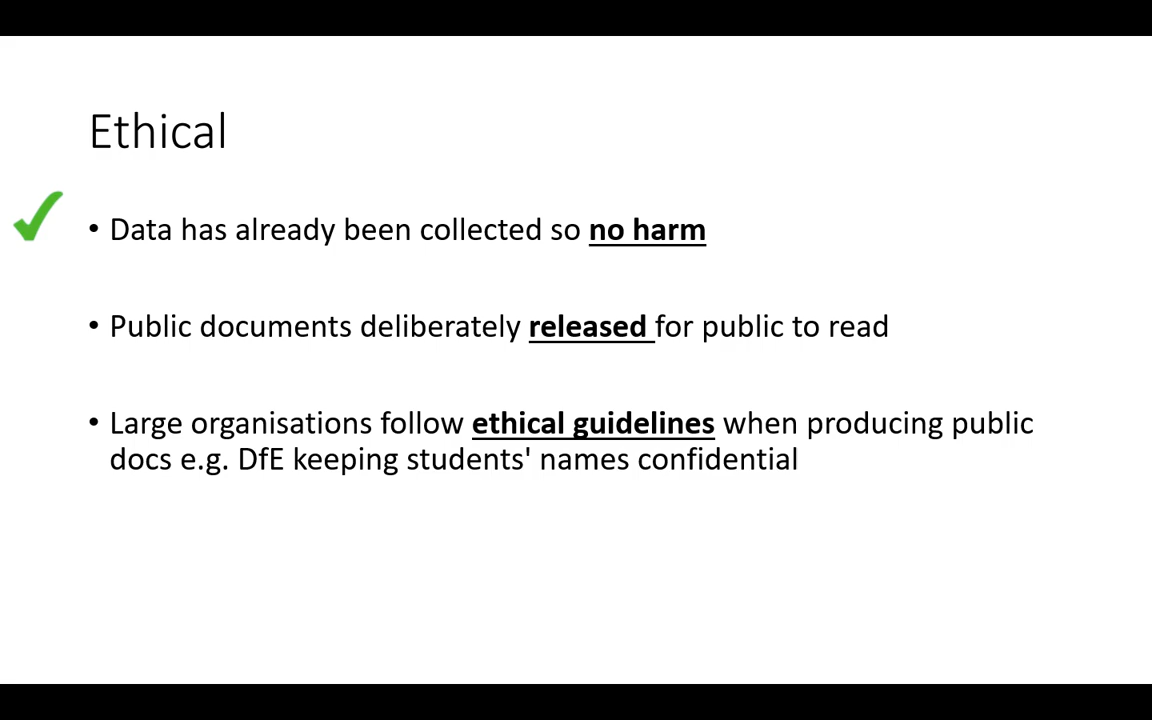 Ethical
• Data has already been collected so no harm
• Public documents deliberately released for public to read
• Large organisations follow ethical guidelines when producing public
docs e.g. DfE keeping students' names confidential